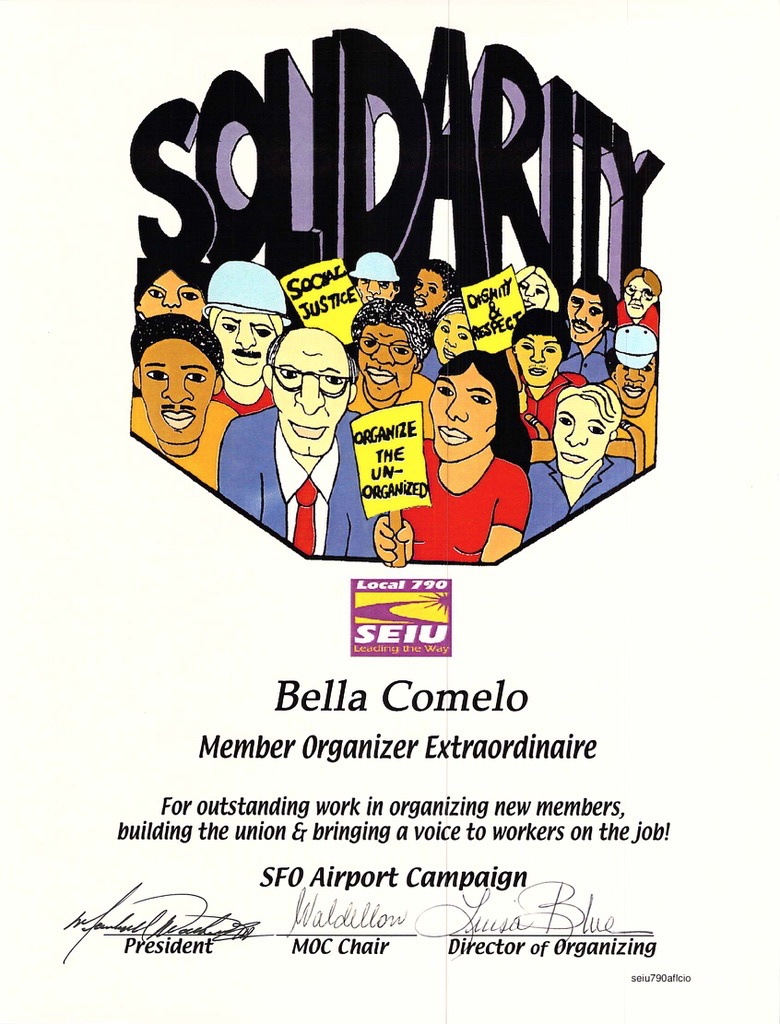 SOLIDARITY
SOCIAL
JUSTICE
DIGNITY
&
RESPECT
ORGANIZE
THE
UN-
ORGANIZED
Local 790
SEIU
Leading the Way
Bella Comelo
Member Organizer Extraordinaire
For outstanding work in organizing new members,
building the union & bringing a voice to workers on the job!
SFO Airport Campaign
Luisa Blue
President MOC Chair Director of Organizing
seiu790aflcio